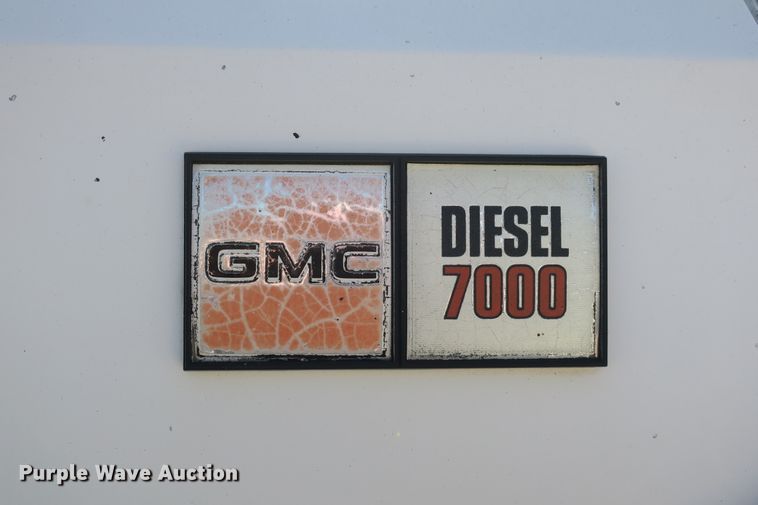 GMC
DIESEL
7000
Purple Wave Auction